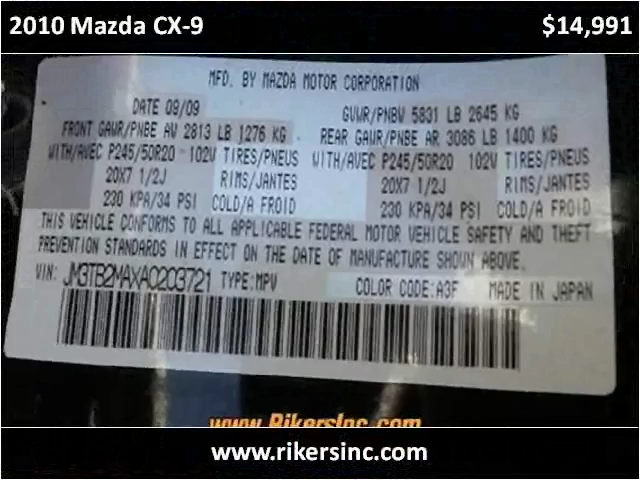 2010 Mazda CX-9 $14,991
MFD. BY MAZDA MOTOR CORPORATION
DATE 09/09 GVWR/PNBV 5831 LB 2645 KG
FRONT GAWR/PNBE AV 2813 LB 1276 KG REAR GAWR/PNBE AR 3086 LB 1400 KG
WITH/AVEC P245/50R20 102V TIRES/PNEUS WITH/AVEC P245/50R20 102V TIRES/PNEUS
20X7 1/2J RIMS/JANTES 20X7 1/2J RIMS/JANTES
230 KPA/34 PSI COLD/A FROID 230 KPA/34 PSI COLD/A FROID
THIS VEHICLE CONFORMS TO ALL APPLICABLE FEDERAL MOTOR VEHICLE SAFETY AND THEFT
PREVENTION STANDARDS IN EFFECT ON THE DATE OF MANUFACTURE SHOWN ABOVE.
VIN: JM3TB2MAXA0203721 TYPE:MPV COLOR CODE:A3F MADE IN JAPAN
www.RikersInc.com
www.rikersinc.com